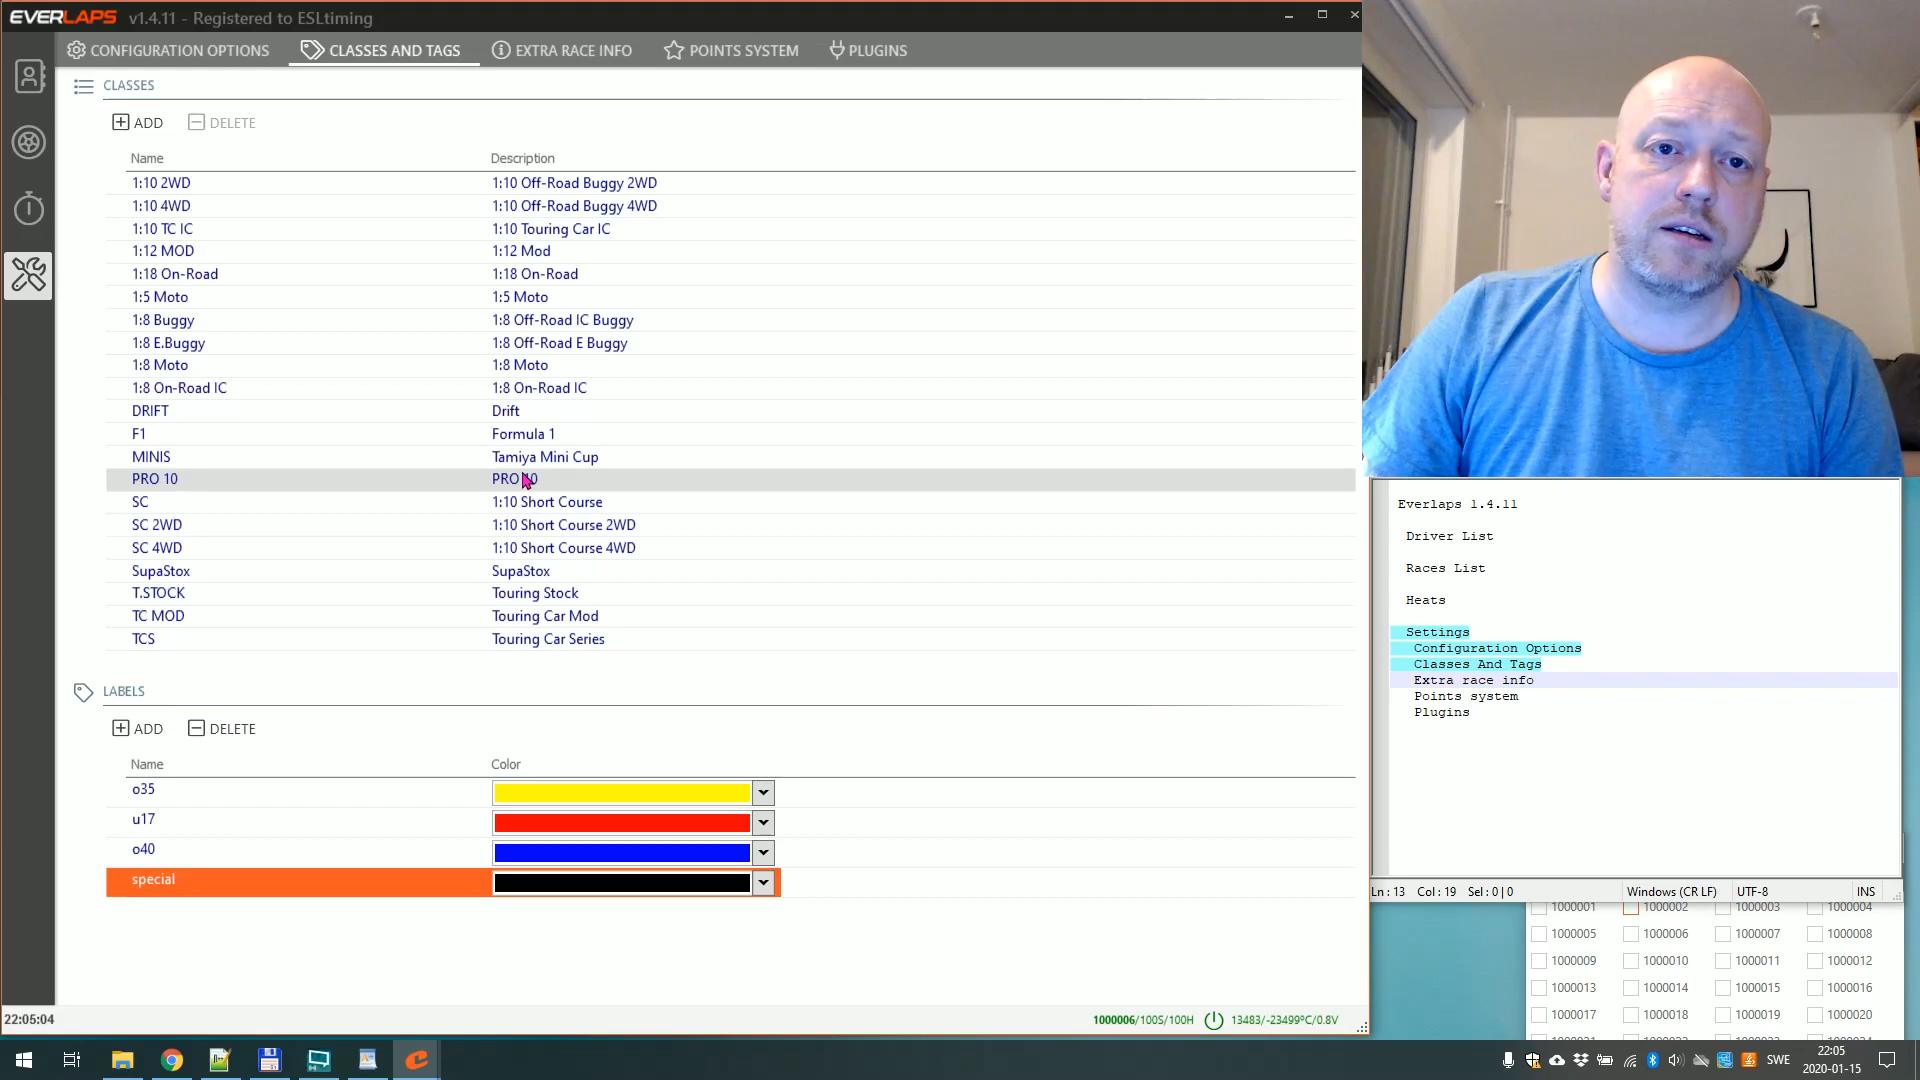 EVERLAPS v1.4.11 - Registered to ESLtiming
CONFIGURATION OPTIONS CLASSES AND TAGS EXTRA RACE INFO POINTS SYSTEM PLUGINS
CLASSES
ADD DELETE
Name Description
1:10 2WD 1:10 Off-Road Buggy 2WD
1:10 4WD 1:10 Off-Road Buggy 4WD
1:10 TC IC 1:10 Touring Car IC
1:12 MOD 1:12 Mod
1:18 On-Road 1:18 On-Road
1:5 Moto 1:5 Moto
1:8 Buggy 1:8 Off-Road IC Buggy
1:8 E.Buggy 1:8 Off-Road E Buggy
1:8 Moto 1:8 Moto
1:8 On-Road IC 1:8 On-Road IC
DRIFT Drift
F1 Formula 1
MINIS Tamiya Mini Cup
PRO 10 PRO 10
SC 1:10 Short Course
SC 2WD 1:10 Short Course 2WD
SC 4WD 1:10 Short Course 4WD
SupaStox SupaStox
T.STOCK Touring Stock
TC MOD Touring Car Mod
TCS Touring Car Series
LABELS
ADD DELETE
Name Color
o35
u17
o40
special
22:05:04 1000006/100S/100H 13483/-23499ºC/0.8V
Everlaps 1.4.11
Driver List
Races List
Heats
Settings
Configuration Options
Classes And Tags
Extra race info
Points system
Plugins
Ln:13 Col:19 Sel:0|0 Windows (CR LF) UTF-8 INS
1000001 1000002 1000003 1000004
1000005 1000006 1000007 1000008
1000009 1000010 1000011 1000012
1000013 1000014 1000015 1000016
1000017 1000018 1000019 1000020
SWE 22:05
2020-01-15